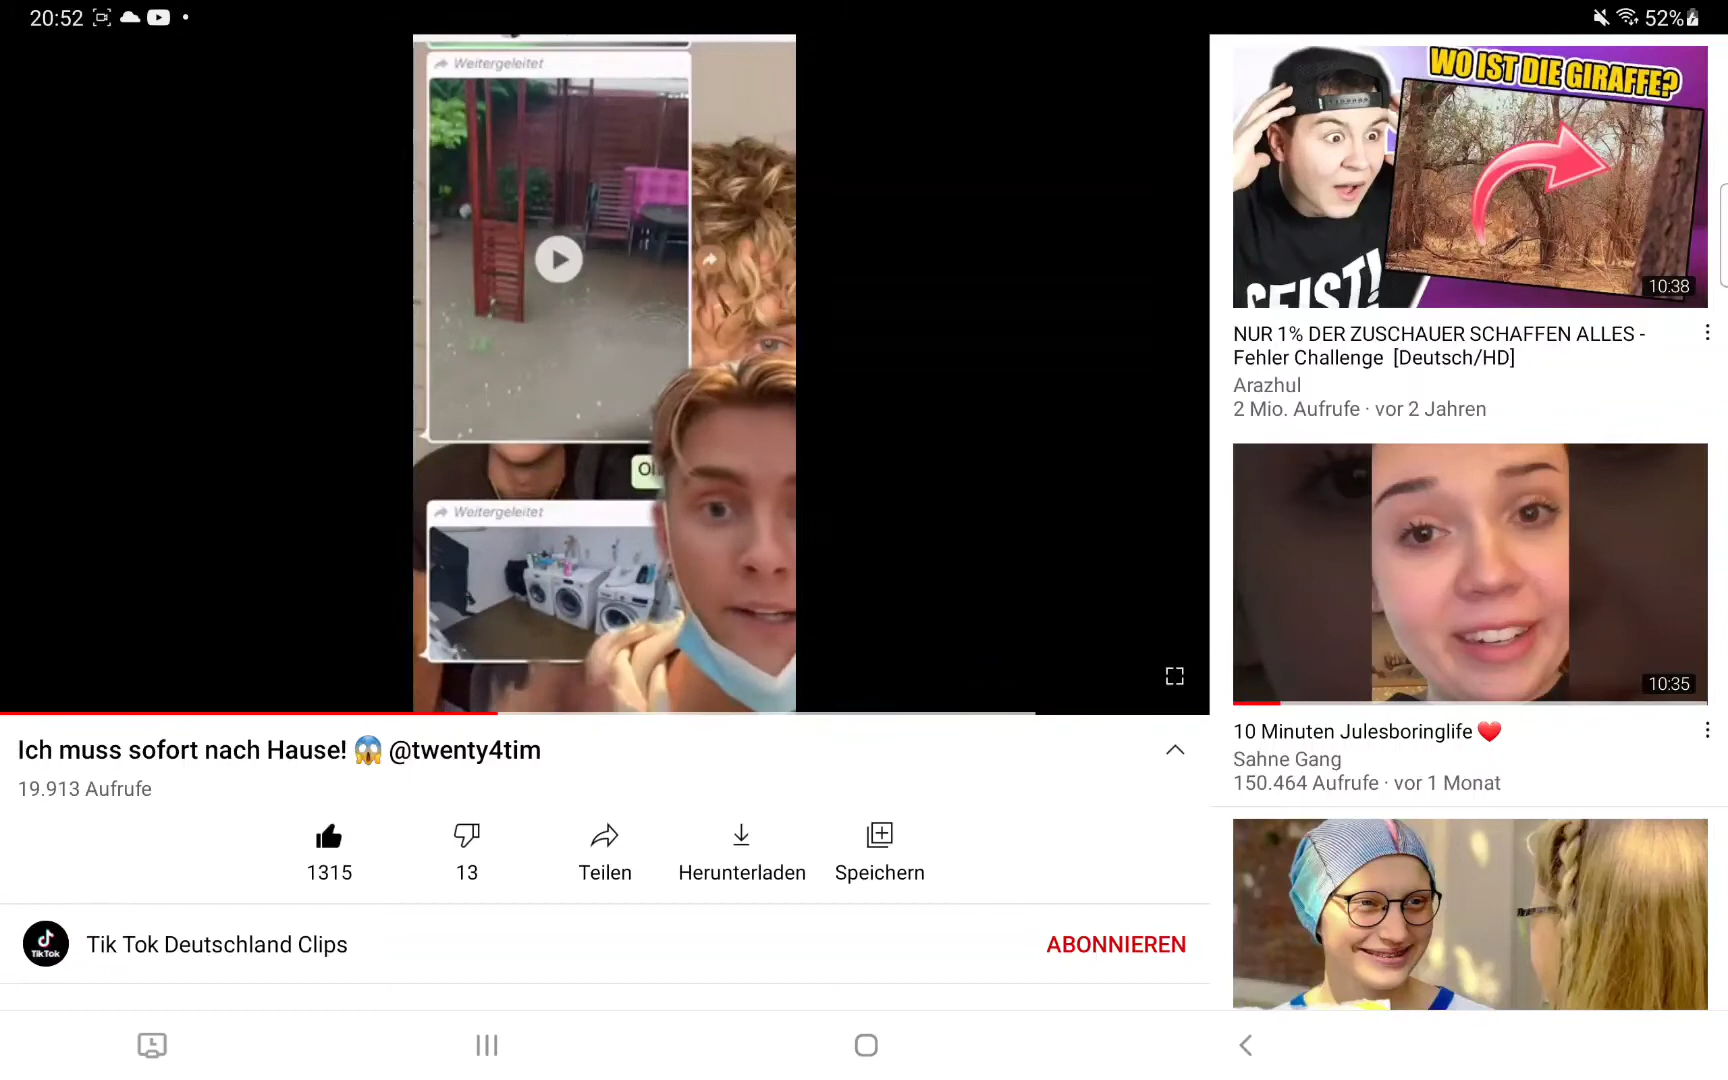 20:52
52%
Weitergeleitet
Weitergeleitet
Ich muss sofort nach Hause! 😱 @twenty4tim
19.913 Aufrufe
1315
13
Teilen
Herunterladen
Speichern
TikTok
Tik Tok Deutschland Clips
ABONNIEREN
WO IST DIE GIRAFFE?
10:38
NUR 1% DER ZUSCHAUER SCHAFFEN ALLES -
Fehler Challenge [Deutsch/HD]
Arazhul
2 Mio. Aufrufe · vor 2 Jahren
10:35
10 Minuten Julesboringlife ❤️
Sahne Gang
150.464 Aufrufe · vor 1 Monat